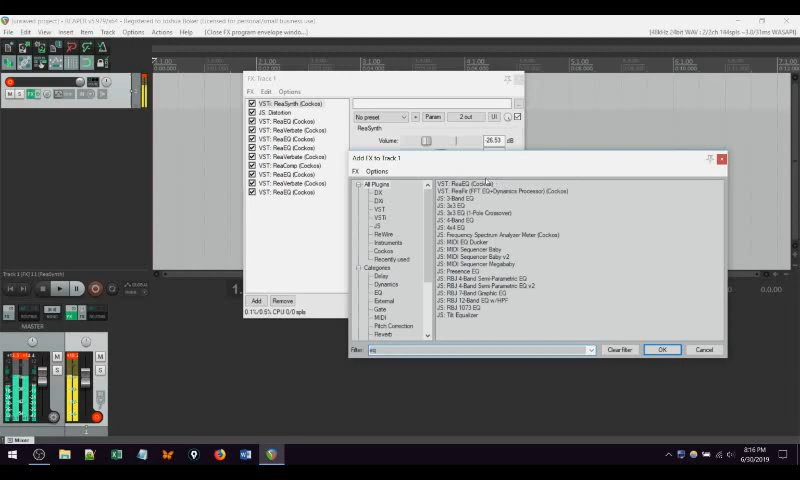 (unsaved project) - REAPER v5.979/x64 - Registered to Joshua Boket (Licensed for personal/small business use)
File Edit View Insert Item Track Options Actions Help (Close FX program envelope windo...
[48kHz 24bit WAV : 2/2ch 144spls ~3.0/31ms WASAPI]
FX: Track 1
FX Edit Options
VSTi: ReaSynth (Cockos)
JS: Distortion
VST: ReaEQ (Cockos)
VST: ReaVerbate (Cockos)
VST: ReaEQ (Cockos)
VST: ReaEQ (Cockos)
VST: ReaVerbate (Cockos)
VST: ReaComp (Cockos)
VST: ReaEQ (Cockos)
VST: ReaVerbate (Cockos)
VST: ReaEQ (Cockos)
No preset + Param 2 out UI
ReaSynth
Volume: -26.53 dB
Add Remove
0.1%/0.5% CPU 0/0 spls
Add FX to Track 1
FX Options
All Plugins
DX
DXi
VST
VSTi
JS
ReWire
Instruments
Cockos
Recently used
Categories
Delay
Dynamics
EQ
External
Gate
MIDI
Pitch Correction
Reverb
VST: ReaEQ (Cockos)
VST: ReaFir (FFT EQ+Dynamics Processor) (Cockos)
JS: 3-Band EQ
JS: 3x3 EQ
JS: 3x3 EQ (1-Pole Crossover)
JS: 4-Band EQ
JS: 4x4 EQ
JS: Frequency Spectrum Analyzer Meter (Cockos)
JS: MIDI EQ Ducker
JS: MIDI Sequencer Baby
JS: MIDI Sequencer Baby v2
JS: MIDI Sequencer Megababy
JS: Presence EQ
JS: RBJ 4-Band Semi-Parametric EQ
JS: RBJ 4-Band Semi-Parametric EQ v2
JS: RBJ 7-Band Graphic EQ
JS: RBJ 12-Band EQ w/HPF
JS: RBJ 1073 EQ
JS: Tilt Equalizer
Filter: eq Clear filter OK Cancel
Track 1 [FX] 11 (ReaSynth)
MASTER
Mixer
8:16 PM
6/30/2019